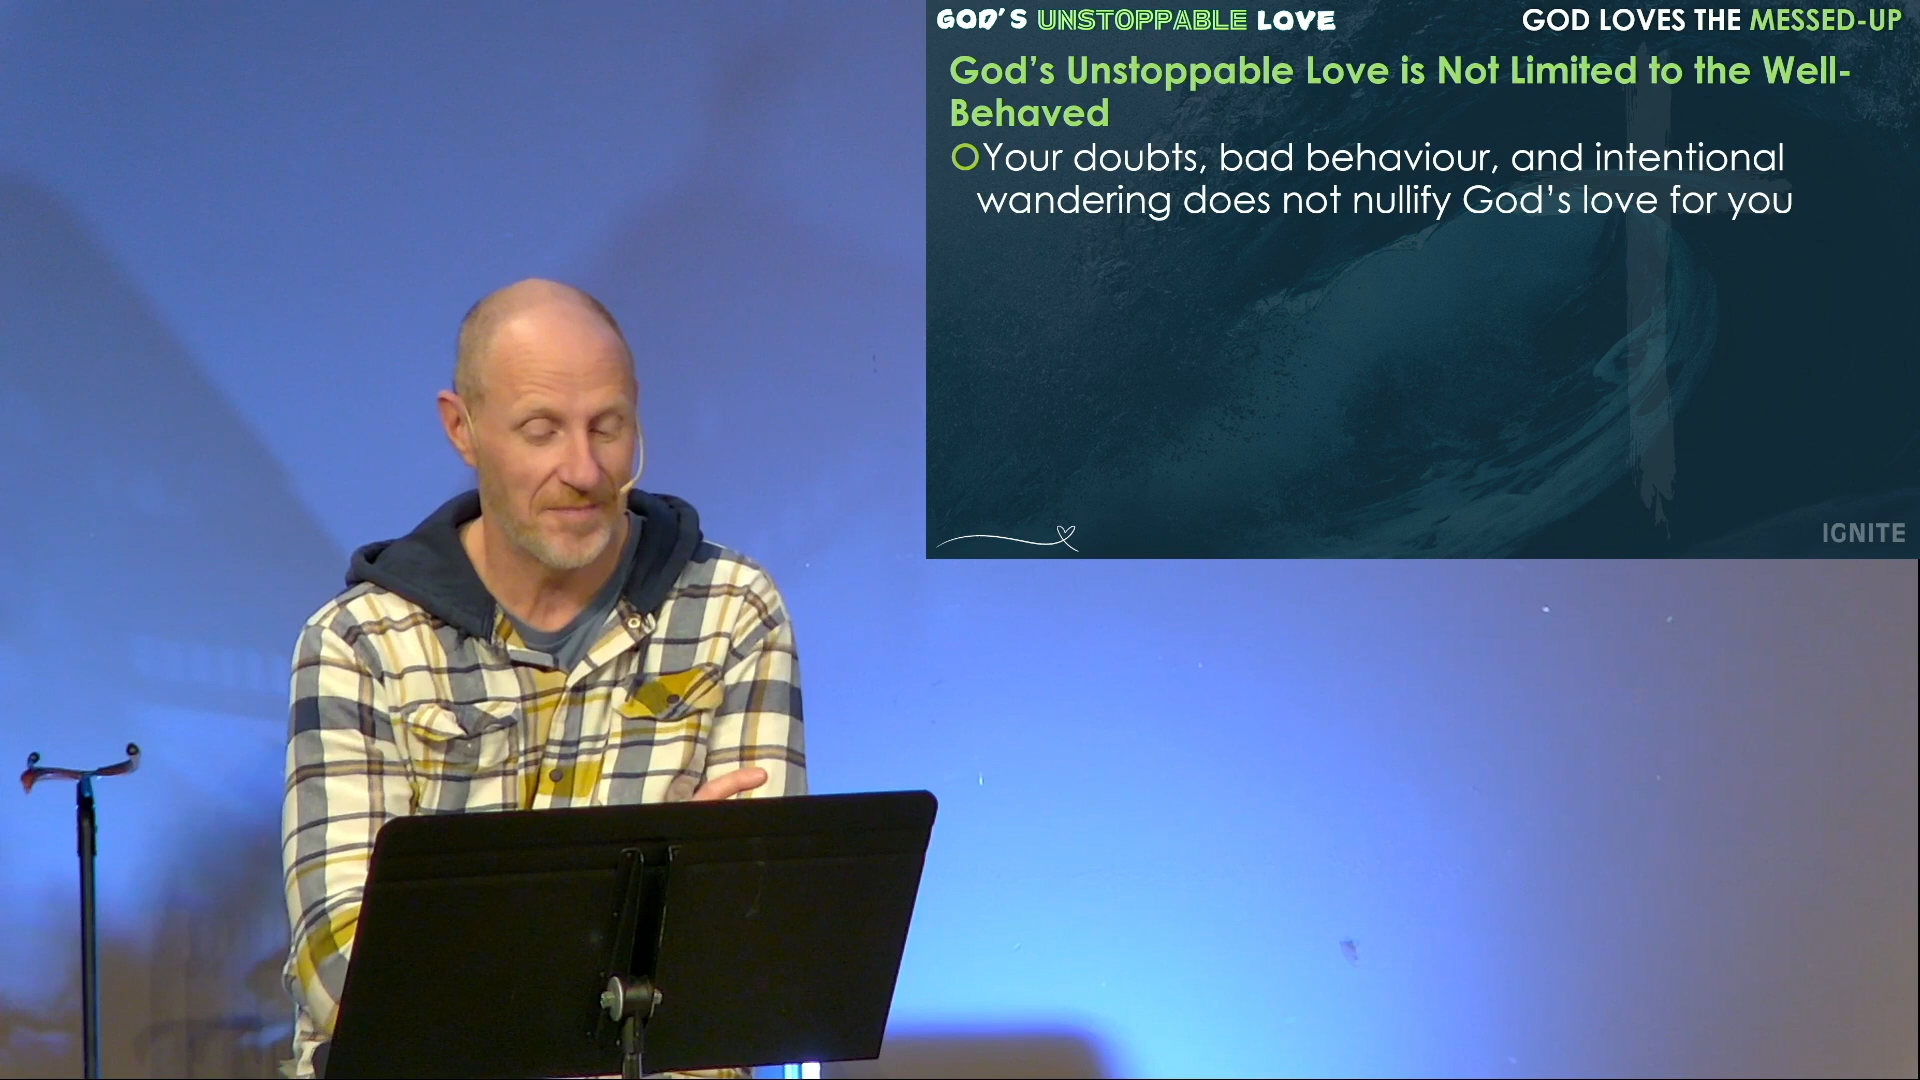 GOD'S UNSTOPPABLE LOVE
GOD LOVES THE MESSED-UP
God's Unstoppable Love is Not Limited to the Well-
Behaved
Your doubts, bad behaviour, and intentional
wandering does not nullify God's love for you
IGNITE